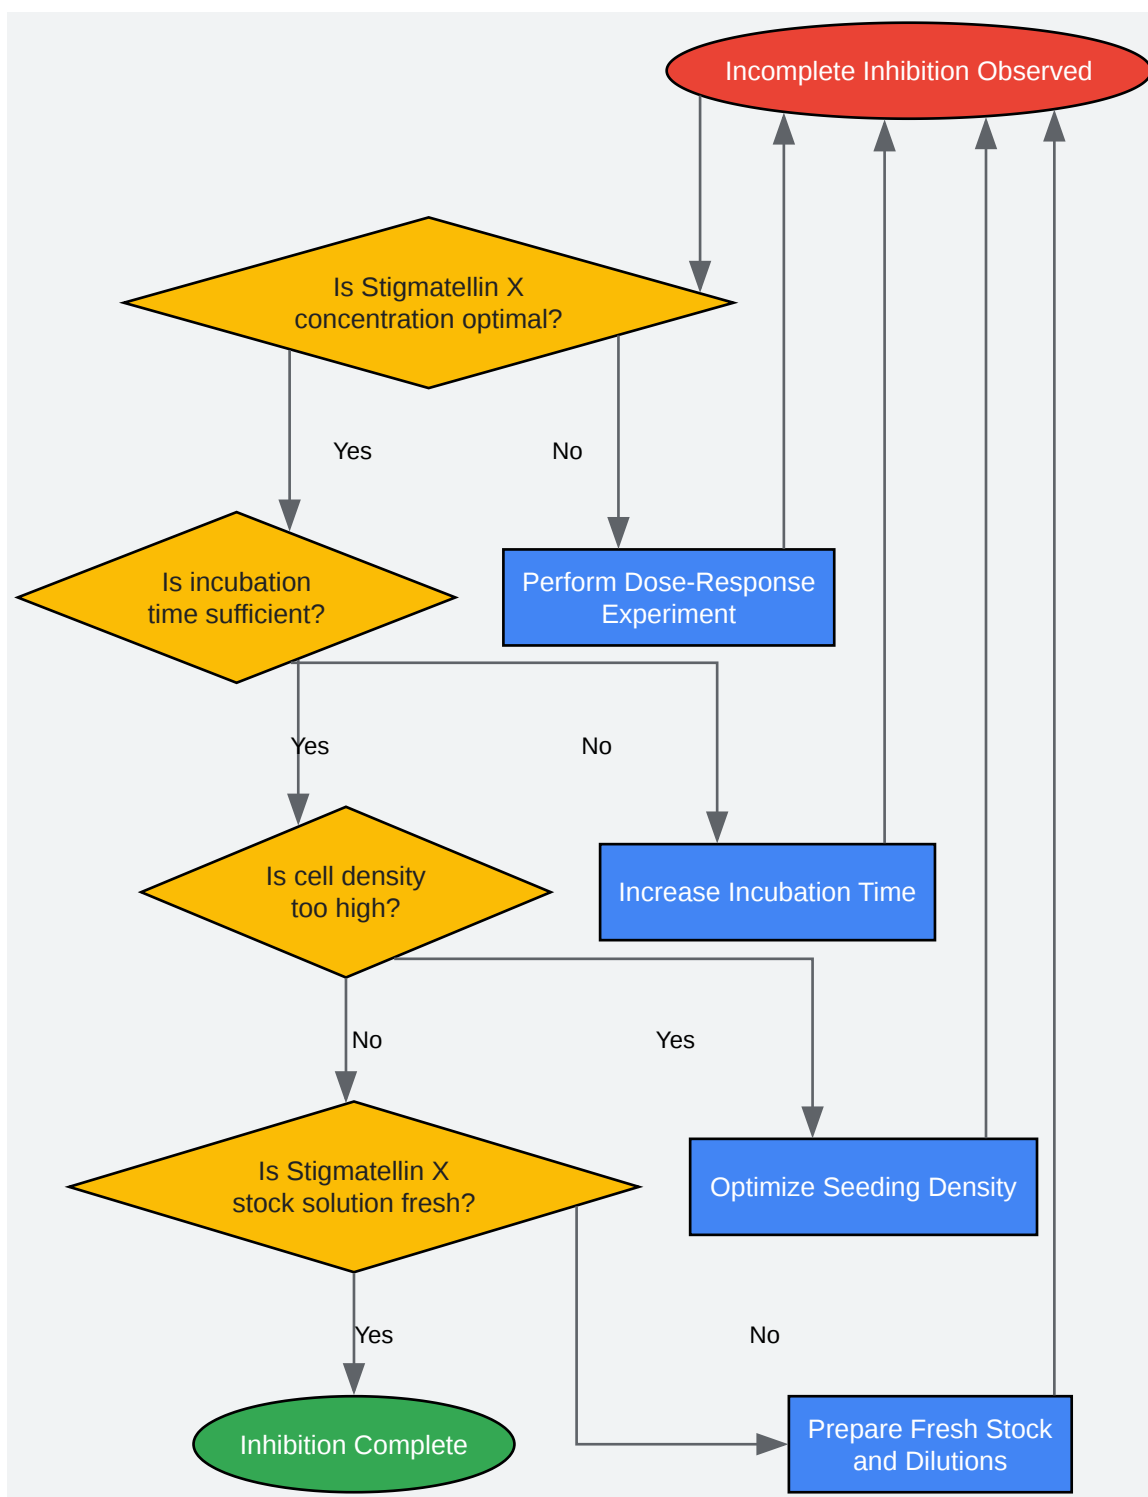 Incomplete Inhibition Observed
Is Stigmatellin X
concentration optimal?
Yes
No
Is incubation
time sufficient?
Perform Dose-Response
Experiment
Yes
No
Is cell density
too high?
Increase Incubation Time
No
Yes
Is Stigmatellin X
stock solution fresh?
Optimize Seeding Density
Yes
No
Inhibition Complete
Prepare Fresh Stock
and Dilutions